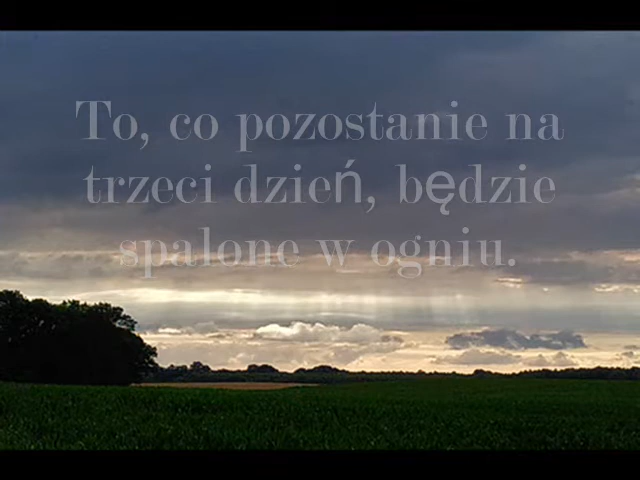 To, co pozostanie na
trzeci dzień, będzie
spalone w ogniu.